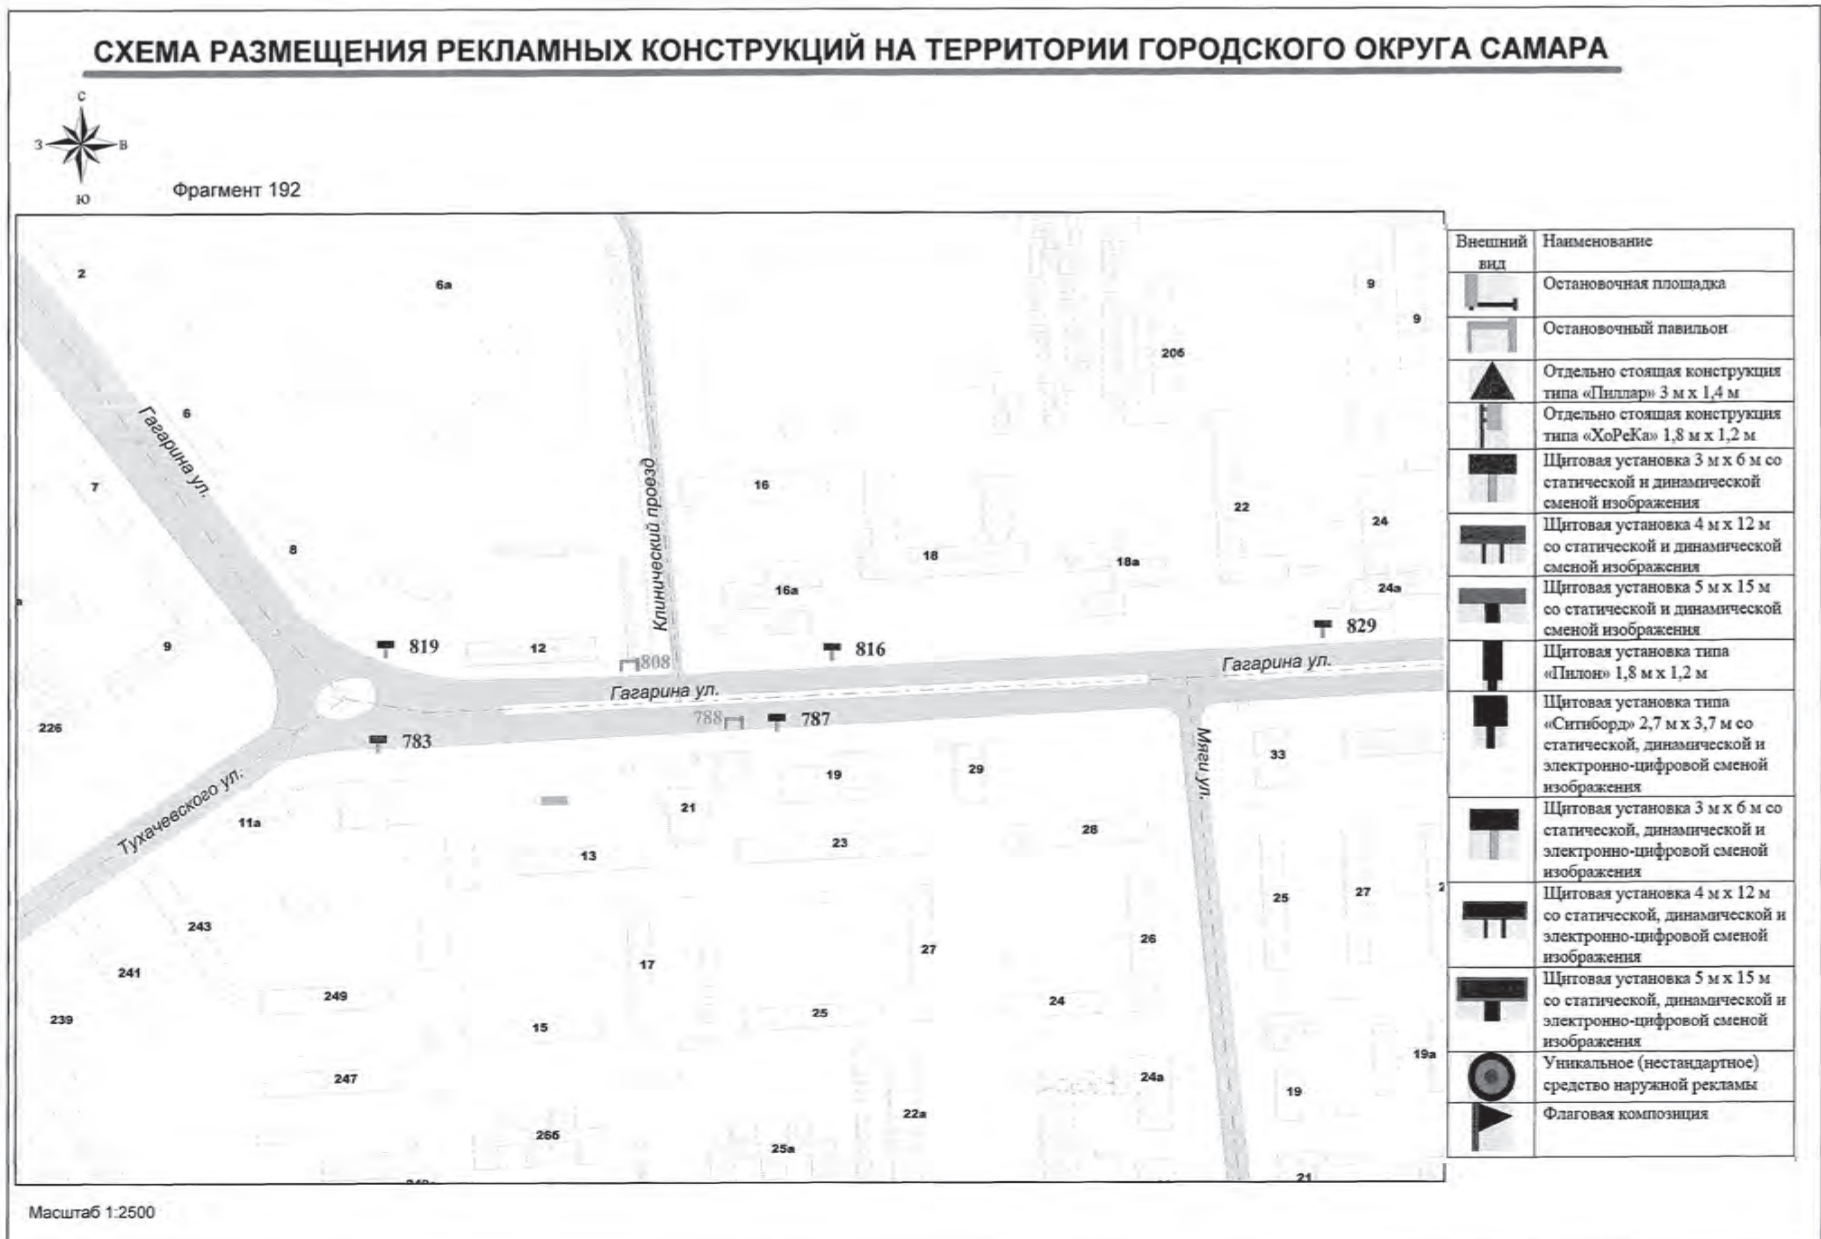 СХЕМА РАЗМЕЩЕНИЯ РЕКЛАМНЫХ КОНСТРУКЦИЙ НА ТЕРРИТОРИИ ГОРОДСКОГО ОКРУГА САМАРА
С
З
В
Ю
Фрагмент 192
2
6а
9
9
20б
Гагарина ул.
6
7
8
Клинический проезд
16
22
24
18
18а
16а
24а
9
819
12
808
816
829
Гагарина ул.
Гагарина ул.
226
783
788
787
Тухачевского ул.
Мяги ул.
33
19
29
21
11а
13
23
28
25
27
2
243
17
27
26
241
249
239
15
25
24
19а
247
24а
19
22а
26б
25а
21
Внешний
вид
Наименование
Остановочная площадка
Остановочный павильон
Отдельно стоящая конструкция
типа «Пиллар» 3 м х 1,4 м
Отдельно стоящая конструкция
типа «ХоРеКа» 1,8 м х 1,2 м
Щитовая установка 3 м х 6 м со
статической и динамической
сменой изображения
Щитовая установка 4 м х 12 м
со статической и динамической
сменой изображения
Щитовая установка 5 м х 15 м
со статической и динамической
сменой изображения
Щитовая установка типа
«Пилон» 1,8 м х 1,2 м
Щитовая установка типа
«Ситиборд» 2,7 м х 3,7 м со
статической, динамической и
электронно-цифровой сменой
изображения
Щитовая установка 3 м х 6 м со
статической, динамической и
электронно-цифровой сменой
изображения
Щитовая установка 4 м х 12 м
со статической, динамической и
электронно-цифровой сменой
изображения
Щитовая установка 5 м х 15 м
со статической, динамической и
электронно-цифровой сменой
изображения
Уникальное (нестандартное)
средство наружной рекламы
Флаговая композиция
Масштаб 1:2500